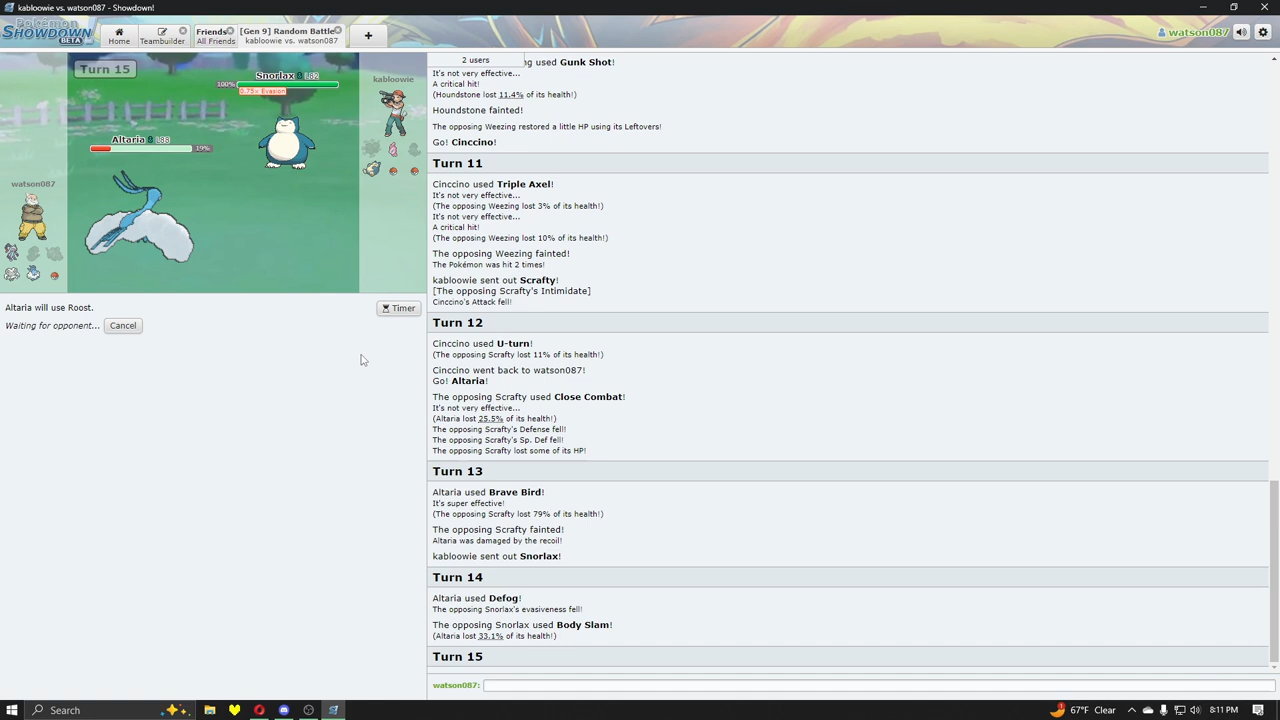 kabloowie vs. watson087 - Showdown!
Pokémon
SHOWDOWN
BETA
Home
Teambuilder
Friends
All Friends
[Gen 9] Random Battle
kabloowie vs. watson087
+
watson087
Turn 15
Snorlax L82
100%
0.75x Evasion
kabloowie
Altaria L88
19%
watson087
Altaria will use Roost.
Timer
Waiting for opponent...
Cancel
2 users
ng used Gunk Shot!
It's not very effective...
A critical hit!
(Houndstone lost 11.4% of its health!)
Houndstone fainted!
The opposing Weezing restored a little HP using its Leftovers!
Go! Cinccino!
Turn 11
Cinccino used Triple Axel!
It's not very effective...
(The opposing Weezing lost 3% of its health!)
It's not very effective...
A critical hit!
(The opposing Weezing lost 10% of its health!)
The opposing Weezing fainted!
The Pokémon was hit 2 times!
kabloowie sent out Scrafty!
[The opposing Scrafty's Intimidate]
Cinccino's Attack fell!
Turn 12
Cinccino used U-turn!
(The opposing Scrafty lost 11% of its health!)
Cinccino went back to watson087!
Go! Altaria!
The opposing Scrafty used Close Combat!
It's not very effective...
(Altaria lost 25.5% of its health!)
The opposing Scrafty's Defense fell!
The opposing Scrafty's Sp. Def fell!
The opposing Scrafty lost some of its HP!
Turn 13
Altaria used Brave Bird!
It's super effective!
(The opposing Scrafty lost 79% of its health!)
The opposing Scrafty fainted!
Altaria was damaged by the recoil!
kabloowie sent out Snorlax!
Turn 14
Altaria used Defog!
The opposing Snorlax's evasiveness fell!
The opposing Snorlax used Body Slam!
(Altaria lost 33.1% of its health!)
Turn 15
watson087:
Search
67°F Clear
8:11 PM